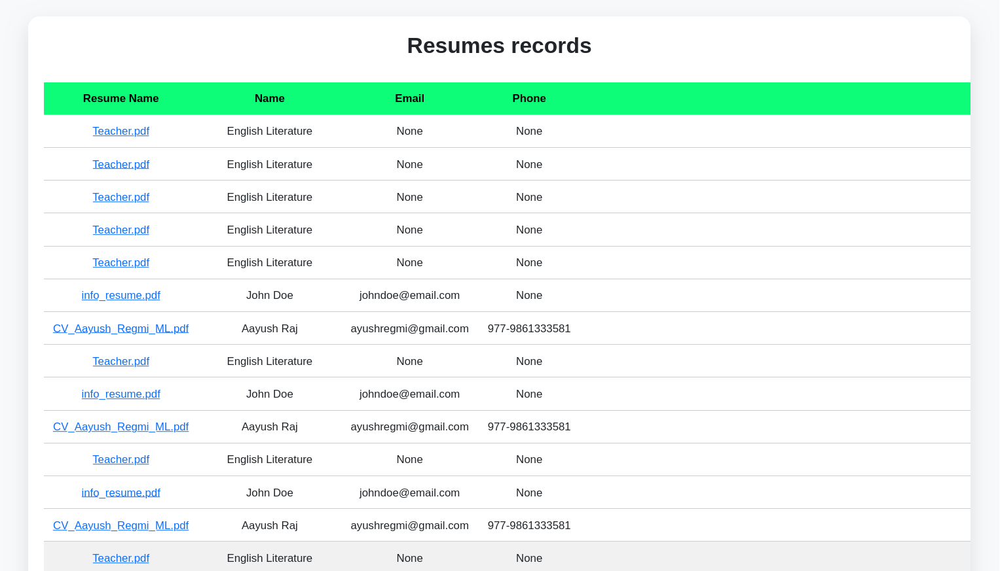 Resumes records
Resume Name Name Email Phone
Teacher.pdf English Literature None None
Teacher.pdf English Literature None None
Teacher.pdf English Literature None None
Teacher.pdf English Literature None None
Teacher.pdf English Literature None None
info_resume.pdf John Doe johndoe@email.com None
CV_Aayush_Regmi_ML.pdf Aayush Raj ayushregmi@gmail.com 977-9861333581
Teacher.pdf English Literature None None
info_resume.pdf John Doe johndoe@email.com None
CV_Aayush_Regmi_ML.pdf Aayush Raj ayushregmi@gmail.com 977-9861333581
Teacher.pdf English Literature None None
info_resume.pdf John Doe johndoe@email.com None
CV_Aayush_Regmi_ML.pdf Aayush Raj ayushregmi@gmail.com 977-9861333581
Teacher.pdf English Literature None None